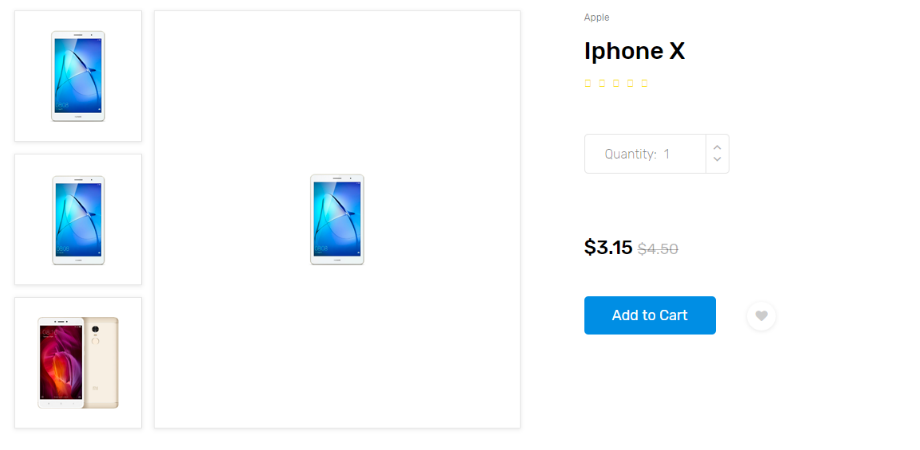 Apple
Iphone X
Quantity: 1
$3.15 $4.50
Add to Cart